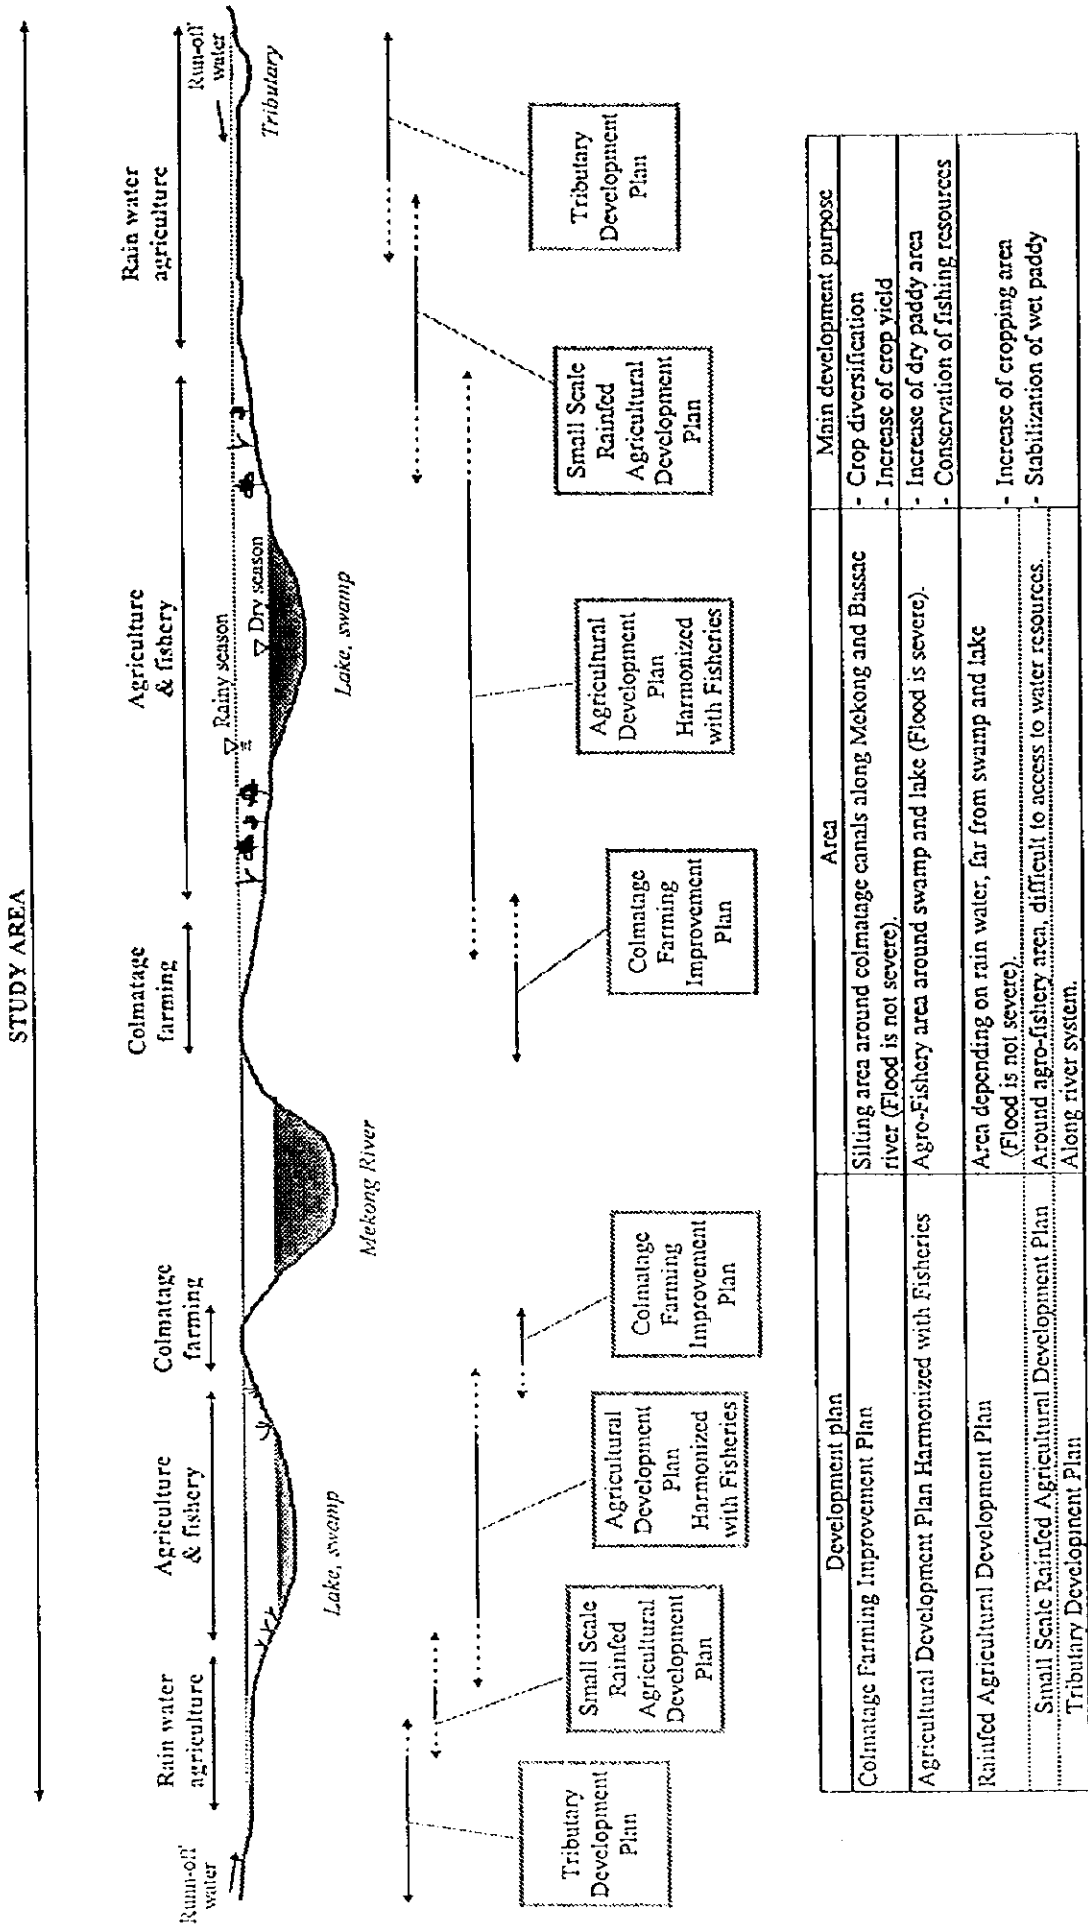 STUDY AREA
Runn-off
water
Rain water
agriculture
Agriculture
& fishery
Colmatage
farming
Colmatage
farming
Agriculture
& fishery
Rain water
agriculture
Run-off
water
Rainy season
Dry season
Lake, swamp
Mekong River
Lake, swamp
Tributary
Tributary
Development
Plan
Small Scale
Rainfed
Agricultural
Development
Plan
Agricultural
Development
Plan
Harmonized
with Fisheries
Colmatage
Farming
Improvement
Plan
Colmatage
Farming
Improvement
Plan
Agricultural
Development
Plan
Harmonized
with Fisheries
Small Scale
Rainfed
Agricultural
Development
Plan
Tributary
Development
Plan
Development plan Area Main development purpose
Colmatage Farming Improvement Plan Silting area around colmatage canals along Mekong and Bassac - Crop diversification
river (Flood is not severe). - Increase of crop yield
Agricultural Development Plan Harmonized with Fisheries Agro-Fishery area around swamp and lake (Flood is severe). - Increase of dry paddy area
- Conservation of fishing resources
Rainfed Agricultural Development Plan Area depending on rain water, far from swamp and lake
(Flood is not severe) - Increase of cropping area
Small Scale Rainfed Agricultural Development Plan Around agro-fishery area, difficult to access to water resources. - Stabilization of wet paddy
Tributary Development Plan Along river system.